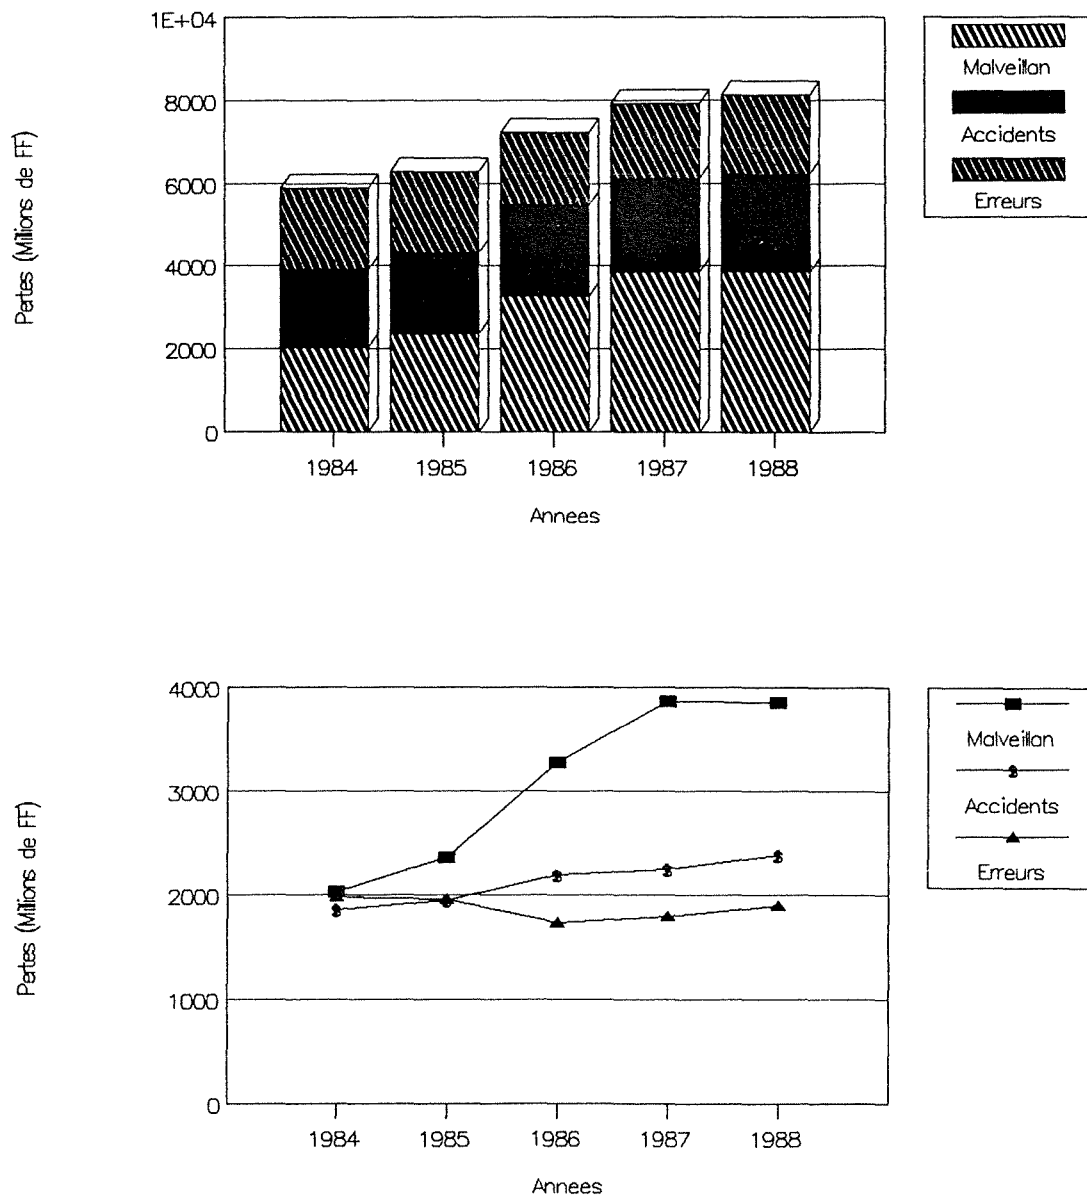 1E+04
8000
6000
4000
2000
0
Pertes (Millions de FF)
1984 1985 1986 1987 1988
Annees
Malveillan
Accidents
Erreurs
4000
3000
2000
1000
0
Pertes (Millions de FF)
1984 1985 1986 1987 1988
Annees
Malveillan
Accidents
Erreurs